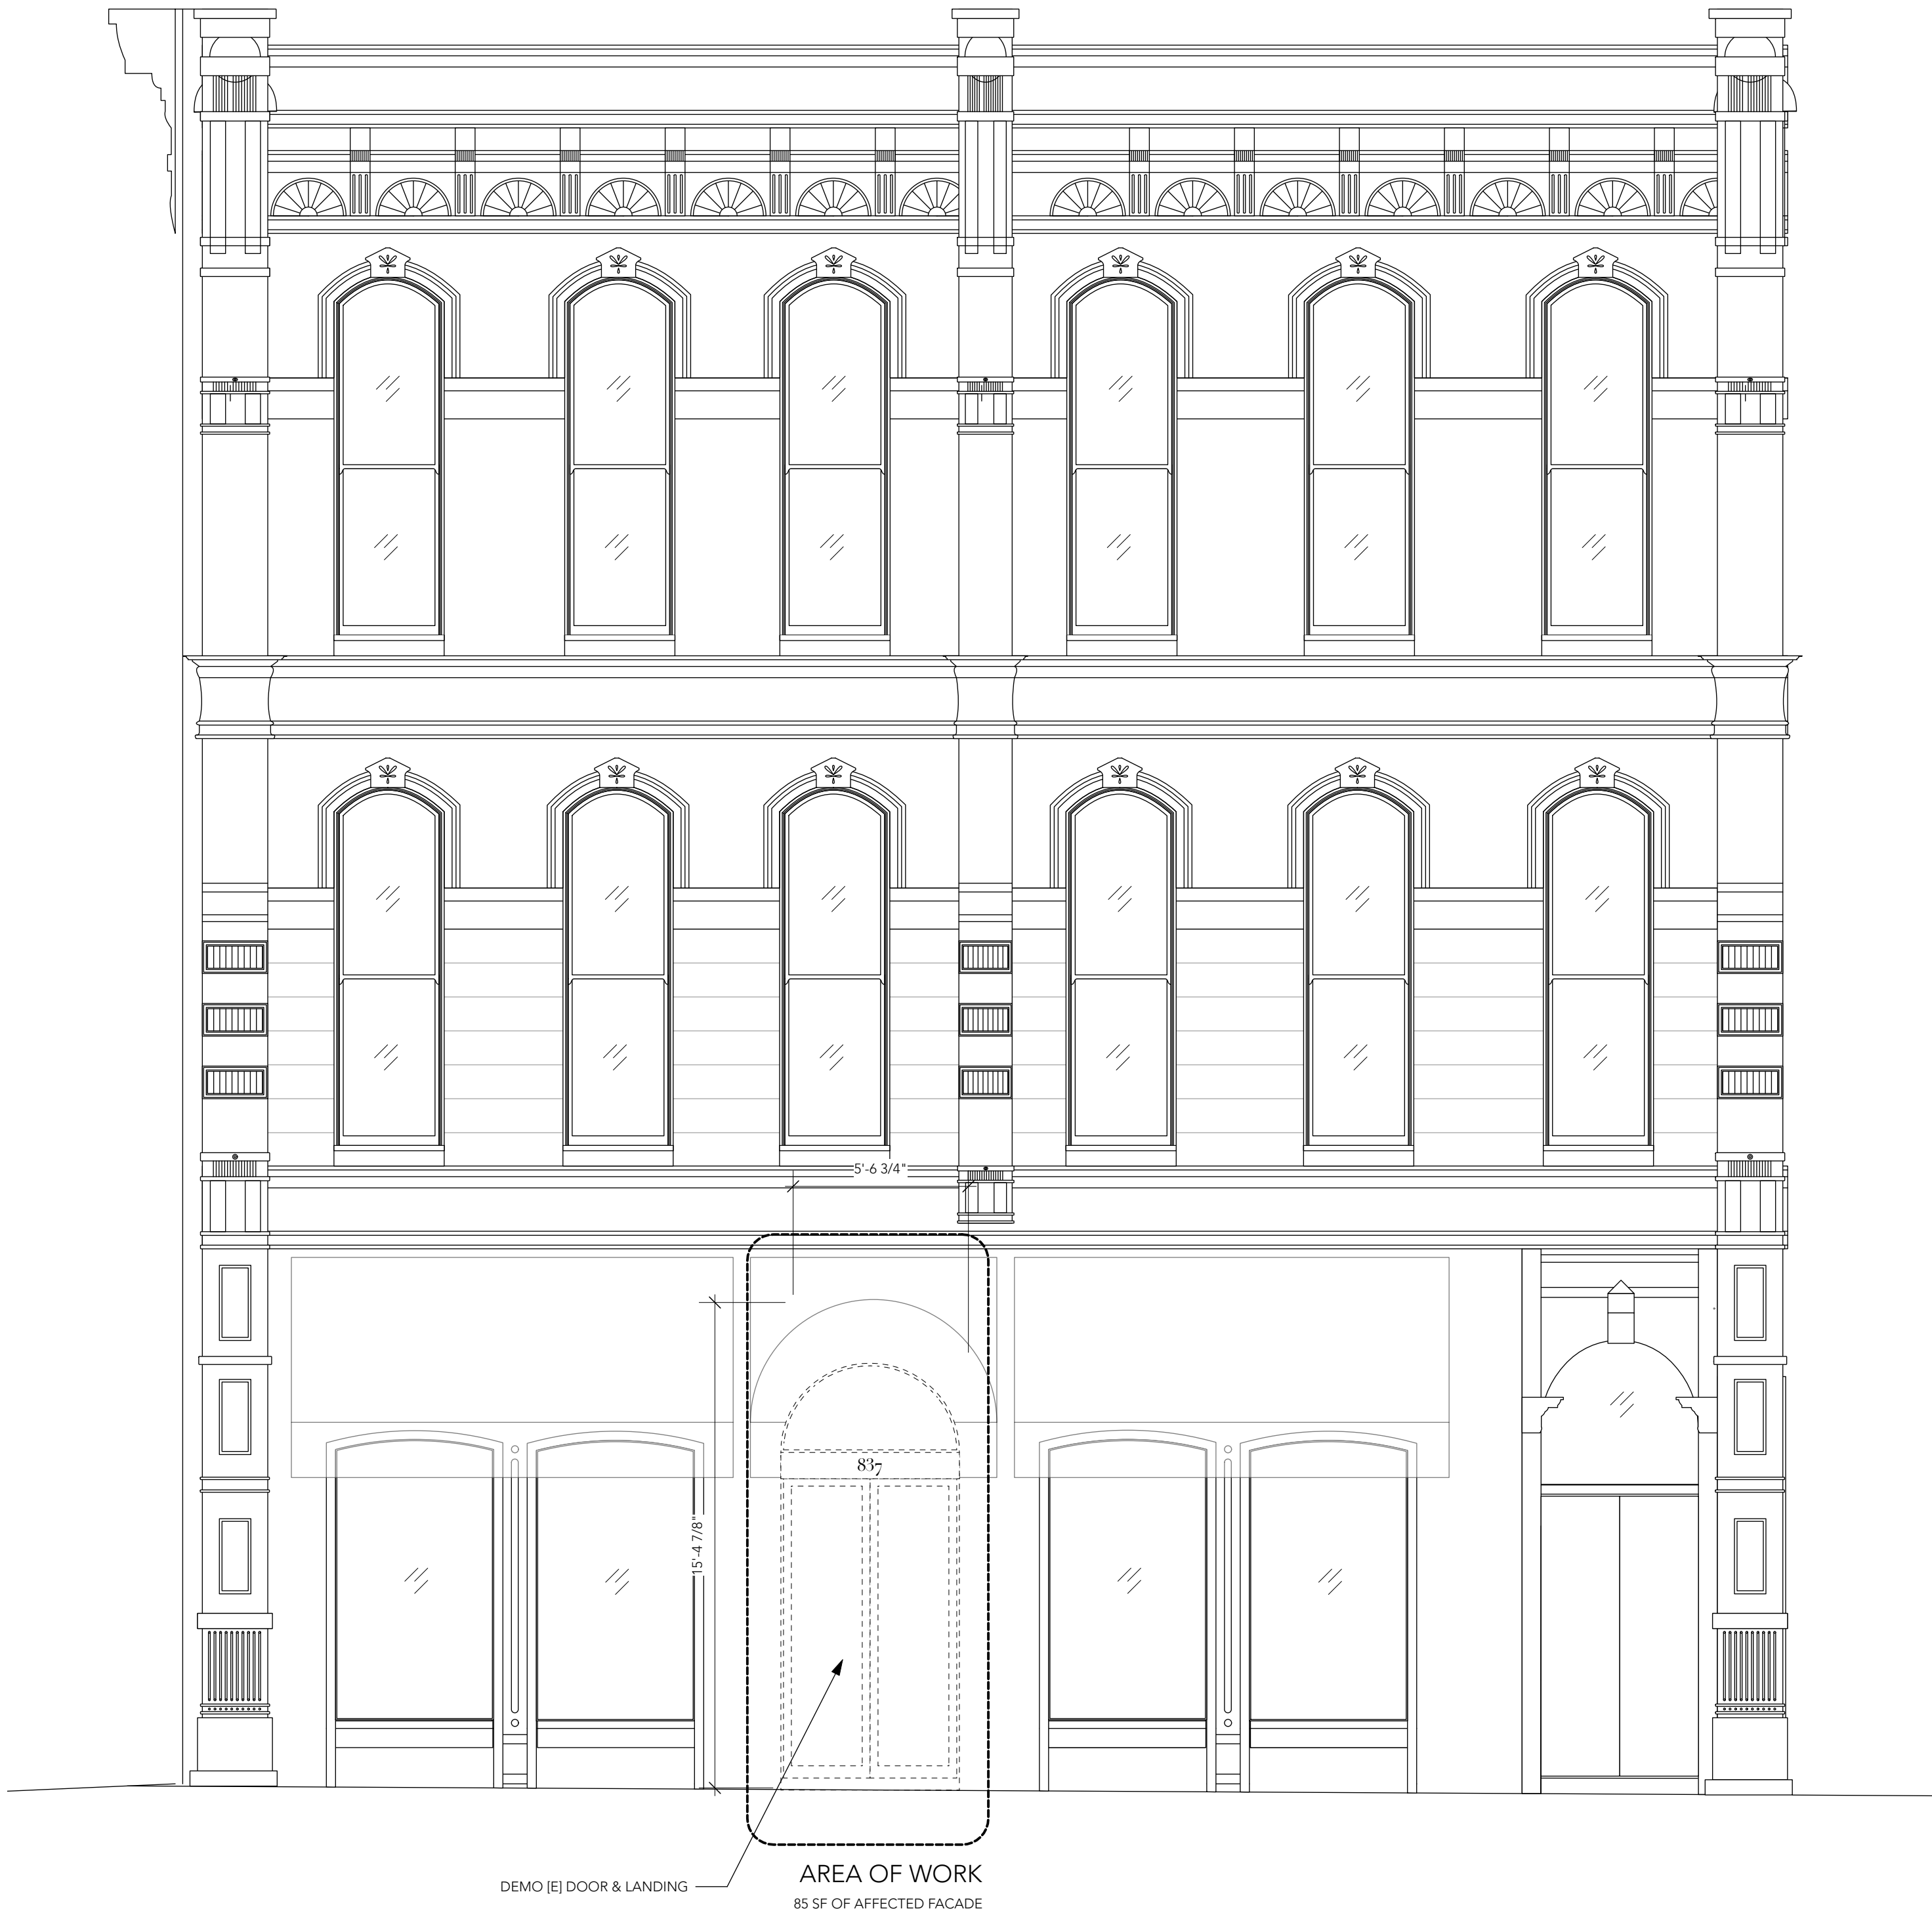 5'-6 3/4"
837
15'-4 7/8"
DEMO [E] DOOR & LANDING
AREA OF WORK
85 SF OF AFFECTED FACADE